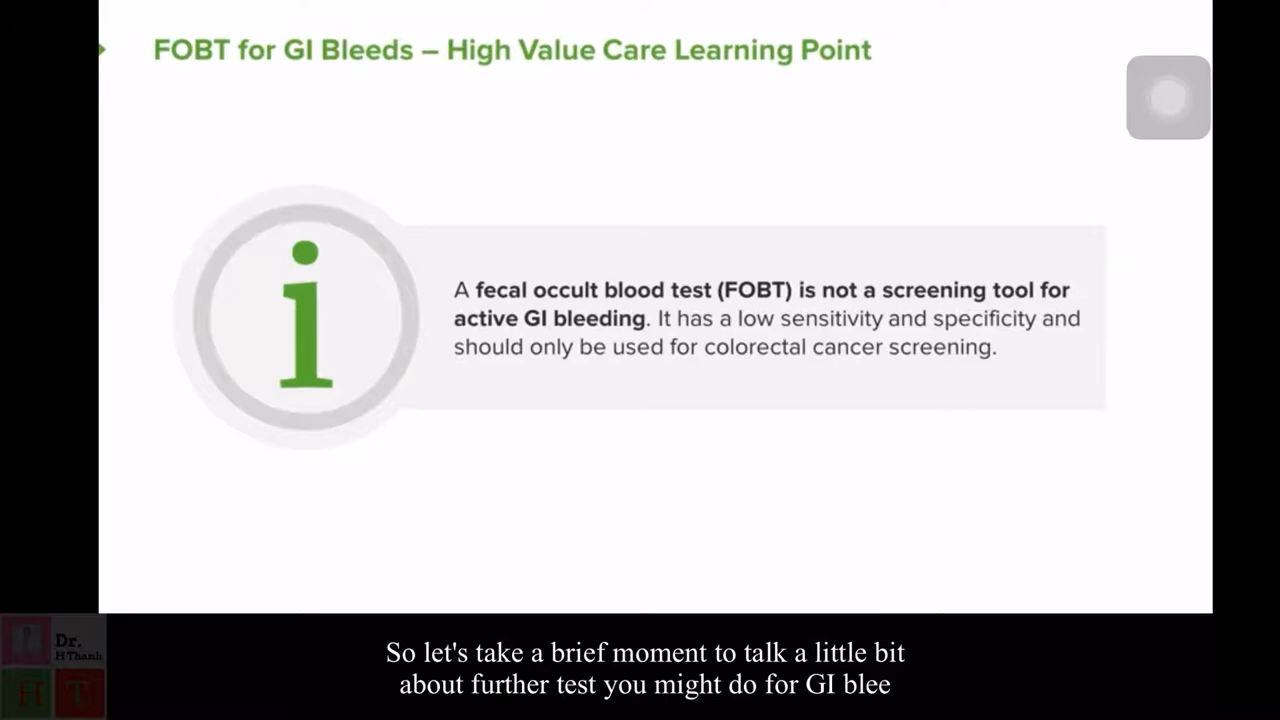 FOBT for GI Bleeds – High Value Care Learning Point
i
A fecal occult blood test (FOBT) is not a screening tool for
active GI bleeding. It has a low sensitivity and specificity and
should only be used for colorectal cancer screening.
Dr.
H.Thanh
H T
So let's take a brief moment to talk a little bit
about further test you might do for GI blee